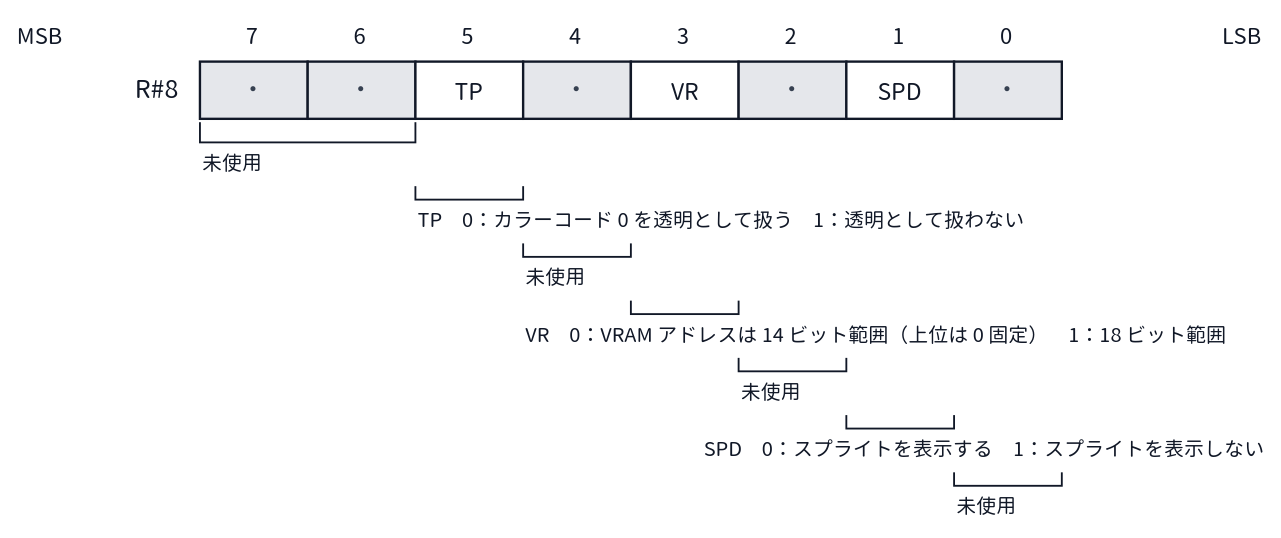 MSB 7 6 5 4 3 2 1 0 LSB
R#8 ・ ・ TP ・ VR ・ SPD ・
未使用
TP　0：カラーコード 0 を透明として扱う　1：透明として扱わない
未使用
VR　0：VRAM アドレスは 14 ビット範囲（上位は 0 固定）　1：18 ビット範囲
未使用
SPD　0：スプライトを表示する　1：スプライトを表示しない
未使用